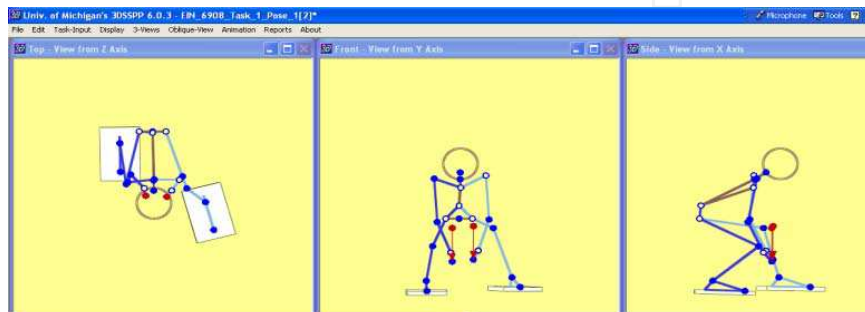 Univ. of Michigan's 3DSSPP 6.0.3 - EIN_6908_Task_1_Pose_1[2]*
Microphone Tools
File Edit Task-Input Display 3-Views Oblique-View Animation Reports About
Top - View from Z Axis
Front - View from Y Axis
Side - View from X Axis